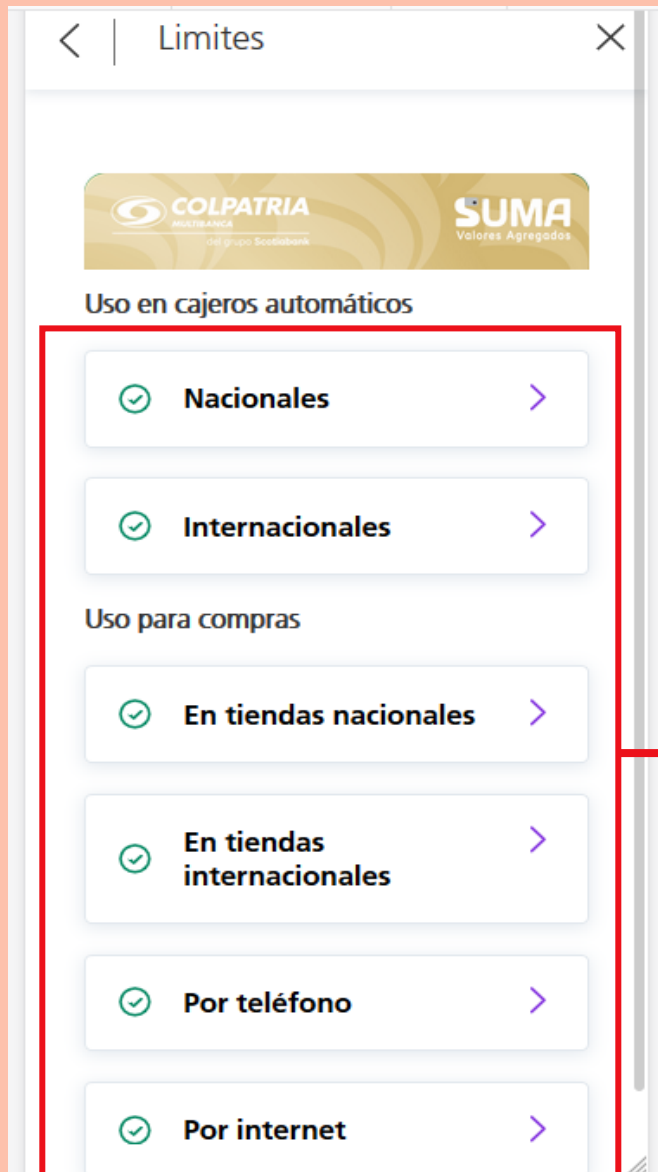 Limites
COLPATRIA
MULTIBANCA
del grupo Scotiabank
SUMA
Valores Agregados
Uso en cajeros automáticos
Nacionales
Internacionales
Uso para compras
En tiendas nacionales
En tiendas
internacionales
Por teléfono
Por internet